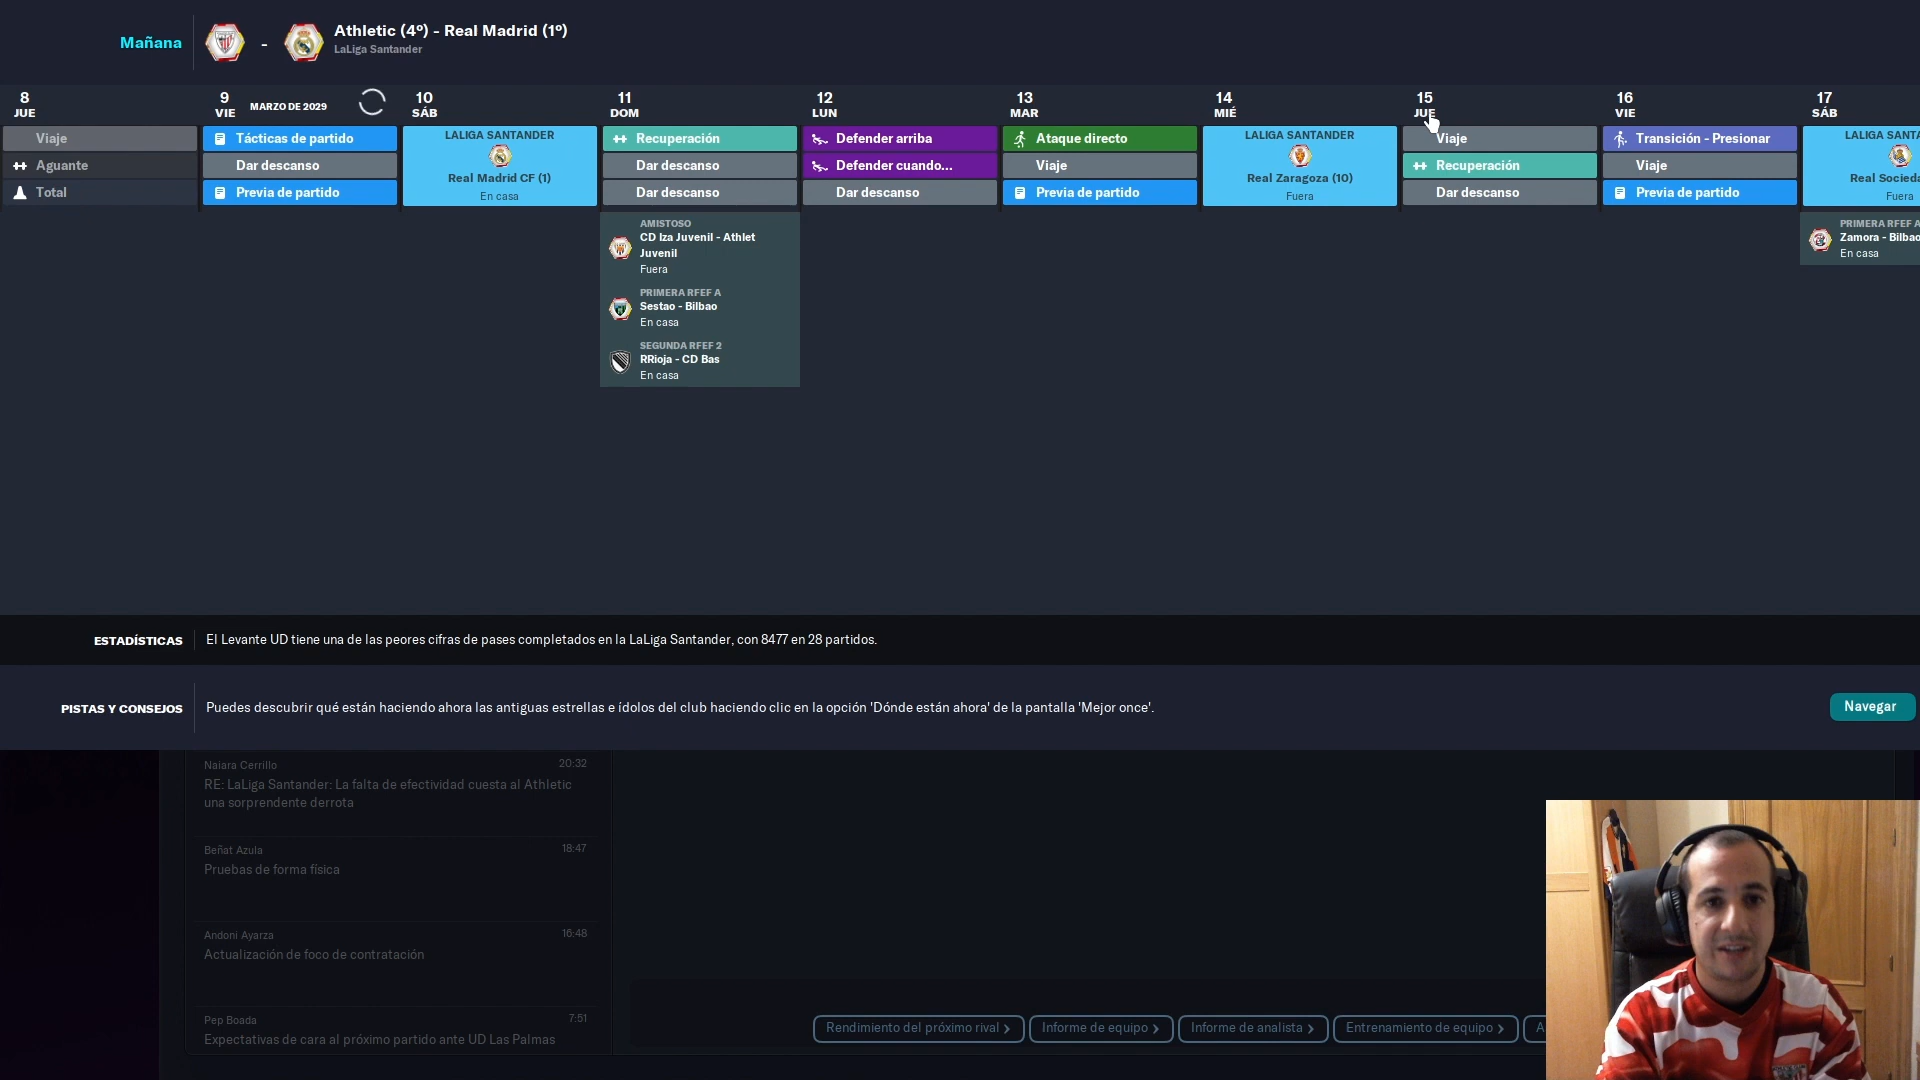 Mañana
-
Athletic (4º) - Real Madrid (1º)
LaLiga Santander
8
JUE
9
VIE
MARZO DE 2029
10
SÁB
11
DOM
12
LUN
13
MAR
14
MIÉ
15
JUE
16
VIE
17
SÁB
Viaje
Aguante
Total
Tácticas de partido
Dar descanso
Previa de partido
LALIGA SANTANDER
Real Madrid CF (1)
En casa
Recuperación
Dar descanso
Dar descanso
AMISTOSO
CD Iza Juvenil - Athlet
Juvenil
Fuera
PRIMERA RFEF A
Sestao - Bilbao
En casa
SEGUNDA RFEF 2
RRioja - CD Bas
En casa
Defender arriba
Defender cuando...
Dar descanso
Ataque directo
Viaje
Previa de partido
LALIGA SANTANDER
Real Zaragoza (10)
Fuera
Viaje
Recuperación
Dar descanso
Transición - Presionar
Viaje
Previa de partido
LALIGA SANTA
Real Socieda
Fuera
PRIMERA RFEF A
Zamora - Bilbao
En casa
ESTADÍSTICAS
El Levante UD tiene una de las peores cifras de pases completados en la LaLiga Santander, con 8477 en 28 partidos.
PISTAS Y CONSEJOS
Puedes descubrir qué están haciendo ahora las antiguas estrellas e ídolos del club haciendo clic en la opción 'Dónde están ahora' de la pantalla 'Mejor once'.
Navegar
Naiara Cerrillo
20:32
RE: LaLiga Santander: La falta de efectividad cuesta al Athletic
una sorprendente derrota
Beñat Azula
18:47
Pruebas de forma física
Andoni Ayarza
16:48
Actualización de foco de contratación
Pep Boada
7:51
Expectativas de cara al próximo partido ante UD Las Palmas
Rendimiento del próximo rival
Informe de equipo
Informe de analista
Entrenamiento de equipo
A